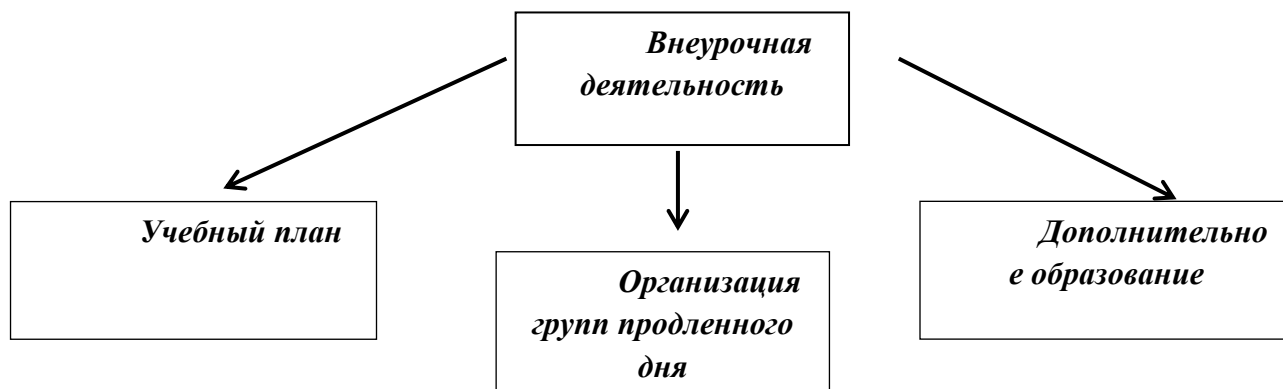 Внеурочная
деятельность
Учебный план
Организация
групп продленного
дня
Дополнительно
е образование